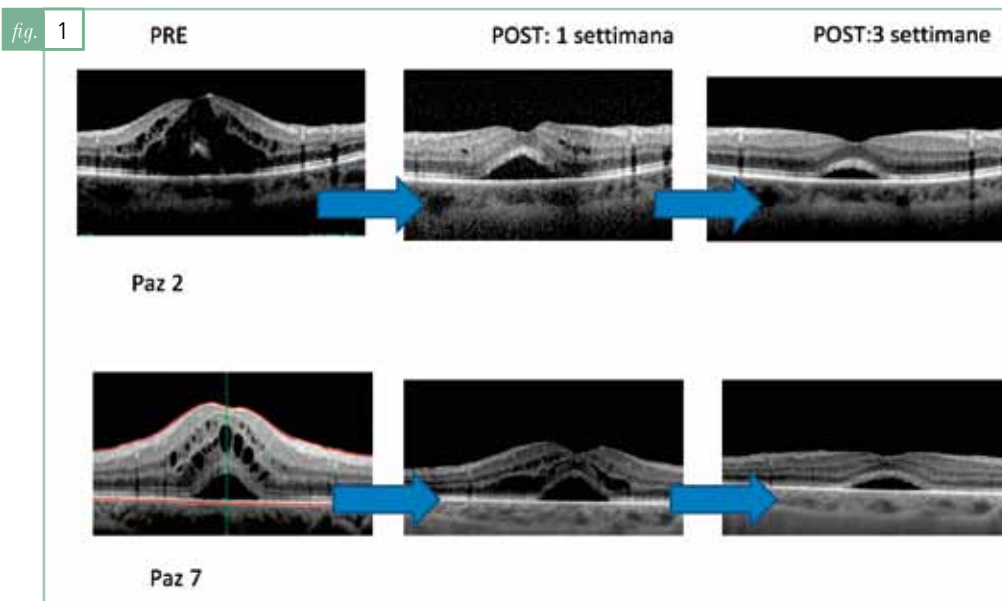 fig. 1
PRE
POST: 1 settimana
POST:3 settimane
Paz 2
Paz 7